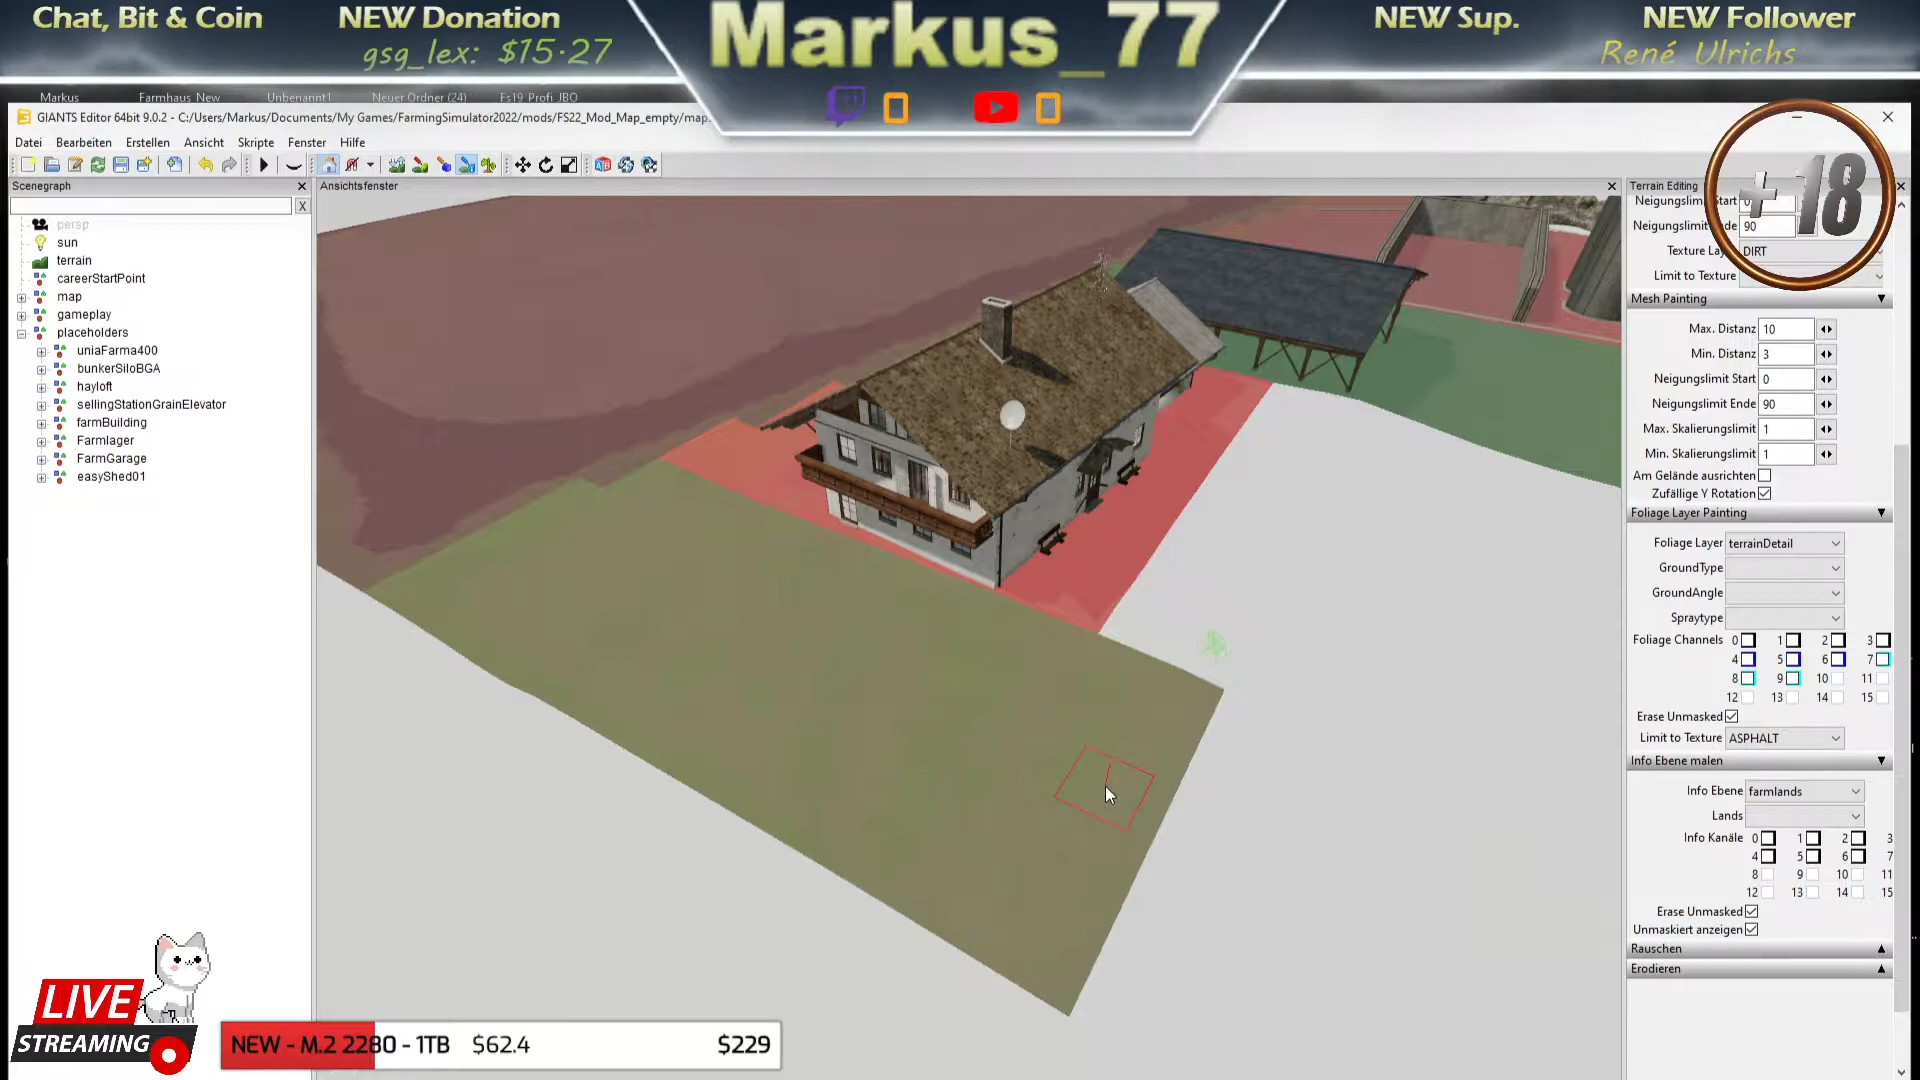 Chat, Bit & Coin
NEW Donation
gsg_lex: $15.27
Markus_77
NEW Sup.
NEW Follower
René Ulrichs
Markus
Farmhaus New
Unbenannt1
Neuer Ordner (24)
Fs19 Profi JBO
GIANTS Editor 64bit 9.0.2 - C:/Users/Markus/Documents/My Games/FarmingSimulator2022/mods/FS22_Mod_Map_empty/map
Datei Bearbeiten Erstellen Ansicht Skripte Fenster Hilfe
Scenegraph
X
persp
sun
terrain
careerStartPoint
map
gameplay
placeholders
uniaFarma400
bunkerSiloBGA
hayloft
sellingStationGrainElevator
farmBuilding
Farmlager
FarmGarage
easyShed01
Ansichtsfenster
+18
Terrain Editing
Neigungslim Start 0
90
Texture Lay DIRT
Limit to Texture
Mesh Painting
Max. Distanz 10
Min. Distanz 3
Neigungslimit Start 0
Neigungslimit Ende 90
Max. Skalierungslimit 1
Min. Skalierungslimit 1
Am Gelände ausrichten
Zufällige Y Rotation
Foliage Layer Painting
Foliage Layer terrainDetail
GroundType
GroundAngle
Spraytype
Foliage Channels 0 1 2 3
4 5 6 7
8 9 10 11
12 13 14 15
Erase Unmasked
Limit to Texture ASPHALT
Info Ebene malen
Info Ebene farmlands
Lands
Info Kanäle 0 1 2 3
4 5 6 7
8 9 10 11
12 13 14 15
Erase Unmasked
Unmaskiert anzeigen
Rauschen
Erodieren
LIVE
STREAMING
NEW - M.2 2280 - 1TB $62.4 $229